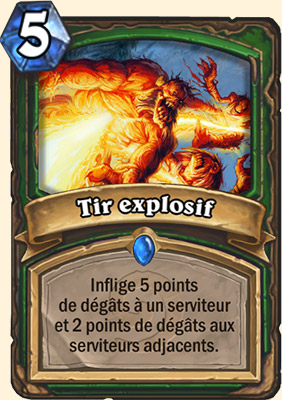 5
Tir explosif
Inflige 5 points
de dégâts à un serviteur
et 2 points de dégâts aux
serviteurs adjacents.